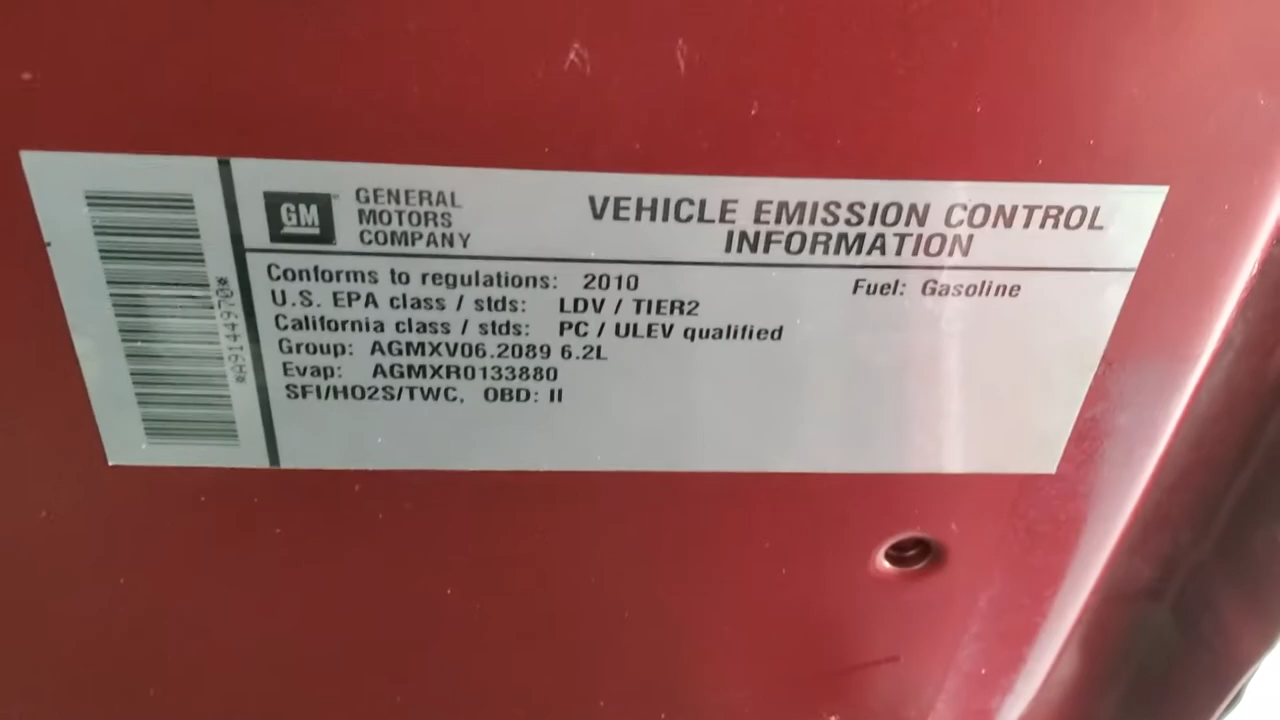 *A9144970*
GM
GENERAL
MOTORS
COMPANY
VEHICLE EMISSION CONTROL
INFORMATION
Conforms to regulations: 2010 Fuel: Gasoline
U.S. EPA class / stds: LDV / TIER2
California class / stds: PC / ULEV qualified
Group: AGMXV06.2089 6.2L
Evap: AGMXR0133880
SFI/HO2S/TWC, OBD: II